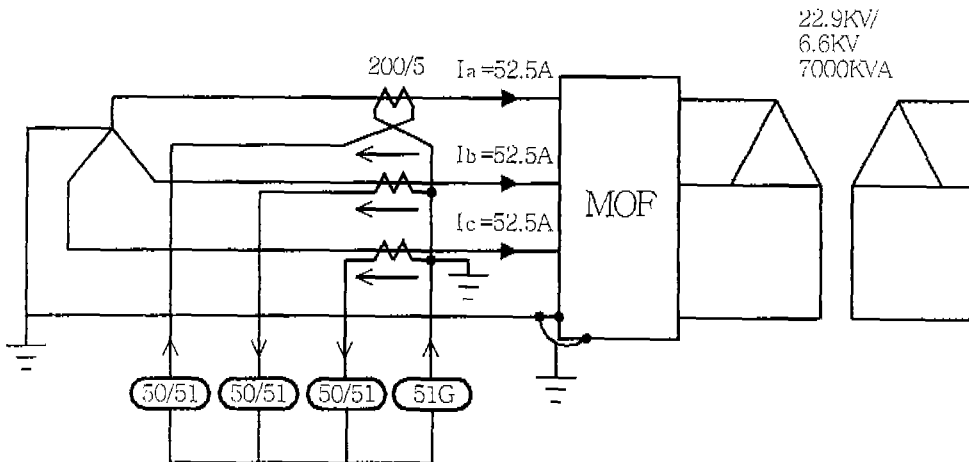 22.9KV/
6.6KV
7000KVA
200/5
Ia=52.5A
Ib=52.5A
Ic=52.5A
MOF
50/51
50/51
50/51
51G